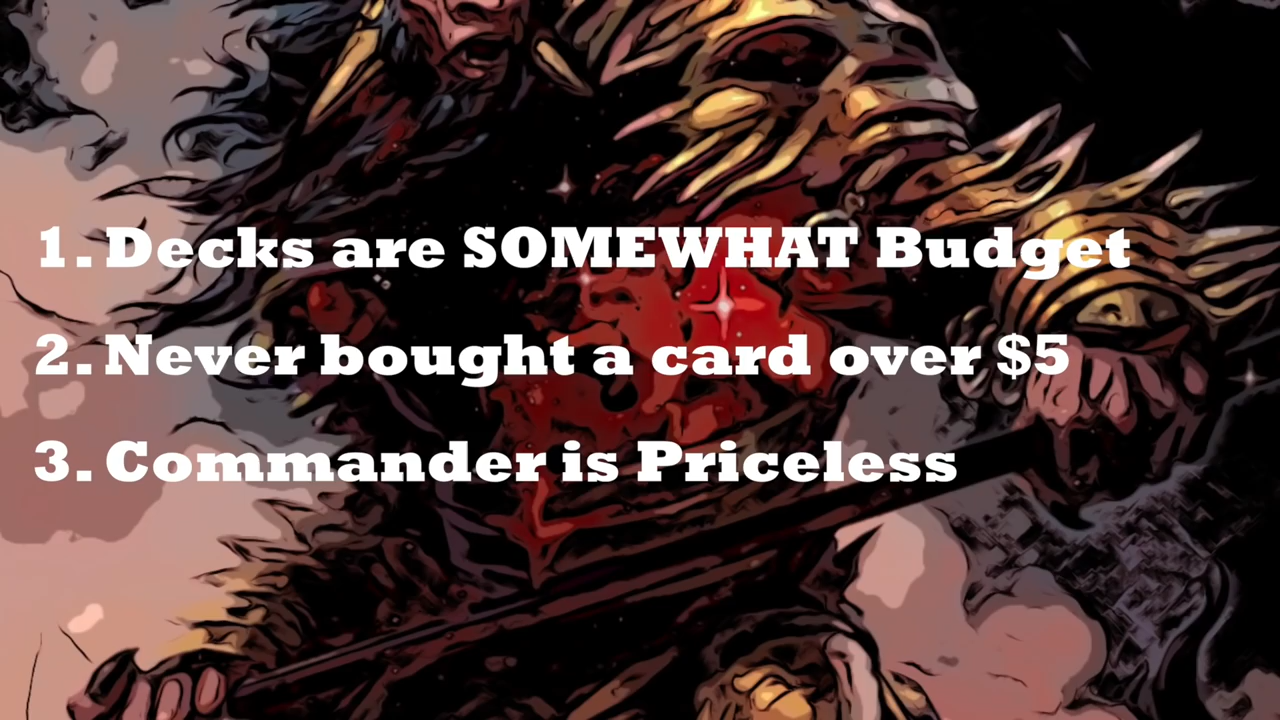 1. Decks are SOMEWHAT Budget
2. Never bought a card over $5
3. Commander is Priceless